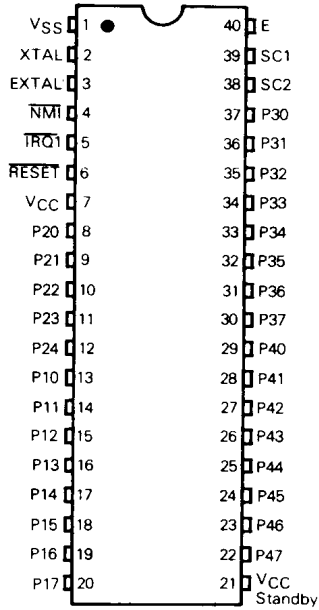 VSS 1 40 E
XTAL 2 39 SC1
EXTAL 3 38 SC2
NMI 4 37 P30
IRQ1 5 36 P31
RESET 6 35 P32
VCC 7 34 P33
P20 8 33 P34
P21 9 32 P35
P22 10 31 P36
P23 11 30 P37
P24 12 29 P40
P10 13 28 P41
P11 14 27 P42
P12 15 26 P43
P13 16 25 P44
P14 17 24 P45
P15 18 23 P46
P16 19 22 P47
P17 20 21 VCC
Standby